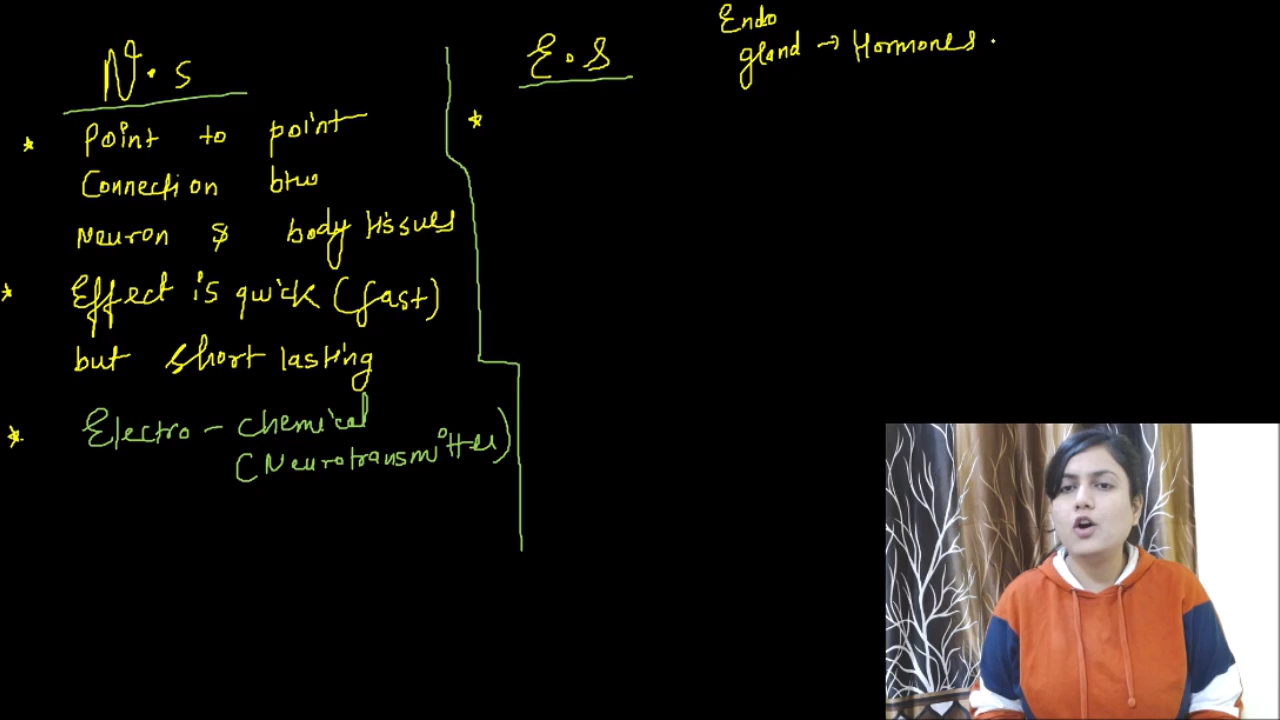 N.S
* Point to point
Connection btw
Neuron & body tissues
* Effect is quick (fast)
but short lasting
* Electro - chemical
(Neurotransmitter)
E.S
*
Endo
gland → Hormones.